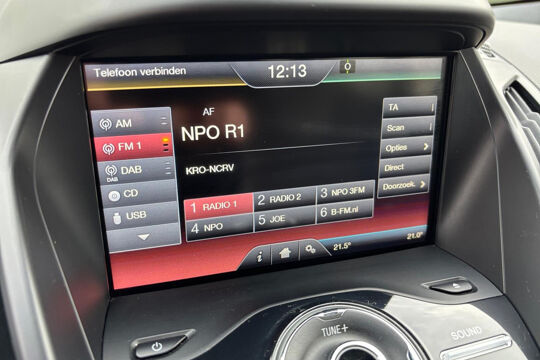 Telefoon verbinden
12:13
AM
FM 1
DAB
DAB
CD
USB
AF
NPO R1
KRO-NCRV
1 RADIO 1
2 RADIO 2
3 NPO 3FM
4 NPO
5 JOE
6 B-FM.nl
TA
Scan
Opties
Direct
Doorzoek.
i
21.5°
21.0°
TUNE+
SOUND